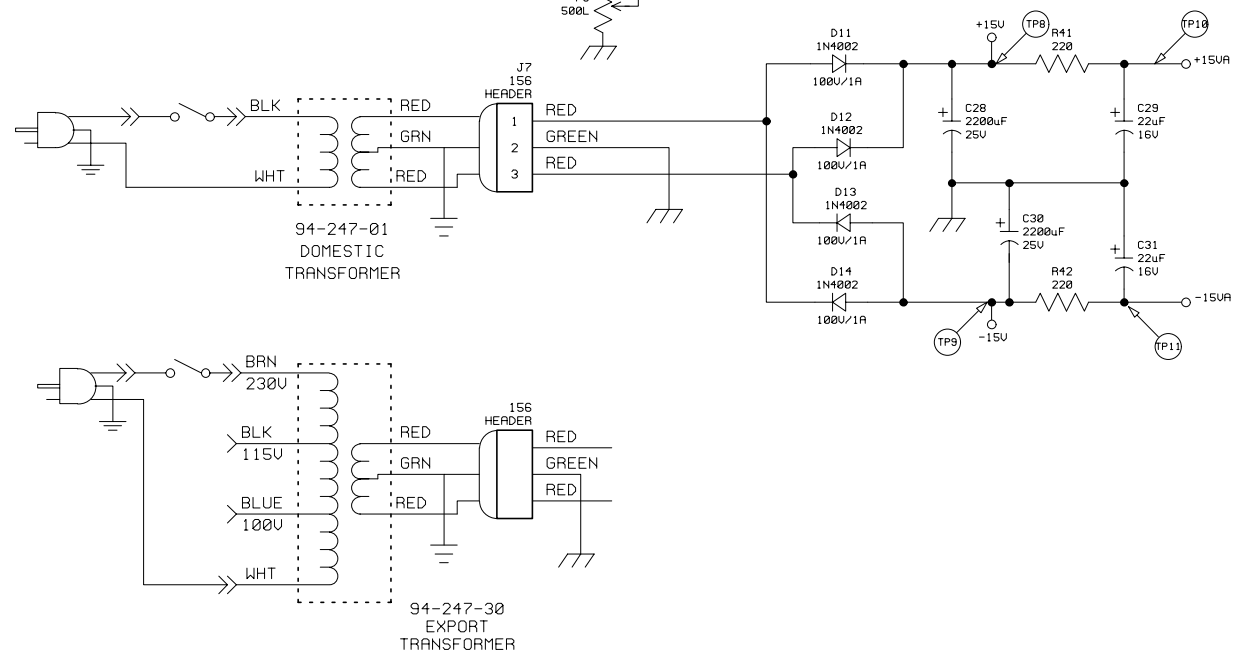 500L
+15V
TP8
R41
220
TP10
+15VA
D11
1N4002
100V/1A
J7
156
HEADER
BLK
RED
1
RED
GRN
2
GREEN
RED
3
RED
WHT
D12
1N4002
100V/1A
C28
2200uF
25V
C29
22uF
16V
D13
1N4002
100V/1A
C30
2200uF
25V
C31
22uF
16V
D14
1N4002
100V/1A
R42
220
-15VA
TP9
-15V
TP11
94-247-01
DOMESTIC
TRANSFORMER
BRN
230V
BLK
115V
BLUE
100V
WHT
156
HEADER
RED
RED
GRN
GREEN
RED
RED
94-247-30
EXPORT
TRANSFORMER